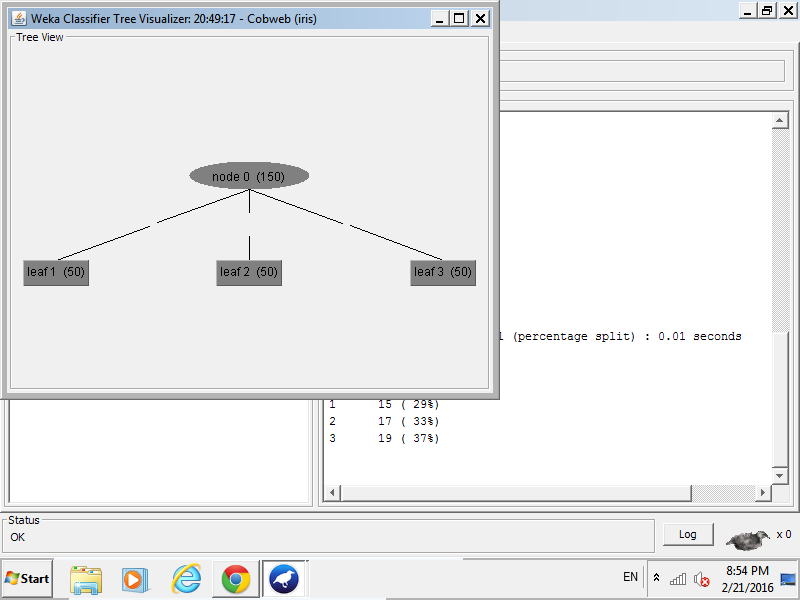 Weka Classifier Tree Visualizer: 20:49:17 - Cobweb (iris)
Tree View
node 0 (150)
leaf 1 (50)
leaf 2 (50)
leaf 3 (50)
(percentage split) : 0.01 seconds
1 15 ( 29%)
2 17 ( 33%)
3 19 ( 37%)
Status
OK
Log
x 0
Start
EN
8:54 PM
2/21/2016